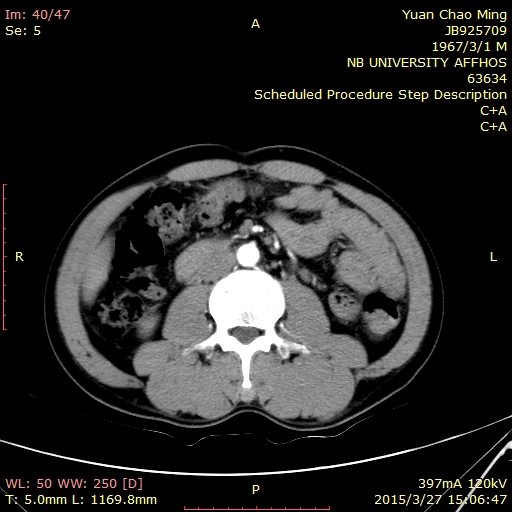 Im: 40/47
Se: 5
A
Yuan Chao Ming
JB925709
1967/3/1 M
NB UNIVERSITY AFFHOS
63634
Scheduled Procedure Step Description
C+A
C+A
R
L
WL: 50 WW: 250 [D]
T: 5.0mm L: 1169.8mm
P
397mA 120kV
2015/3/27 15:06:47